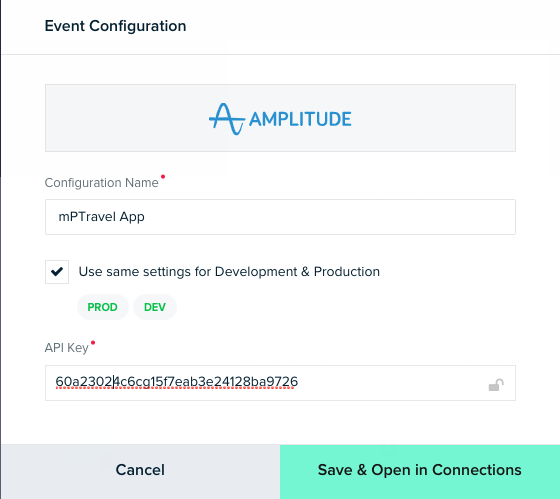 Event Configuration
AMPLITUDE
Configuration Name*
mPTravel App
Use same settings for Development & Production
PROD DEV
API Key*
60a23024c6cg15f7eab3e24128ba9726
Cancel Save & Open in Connections